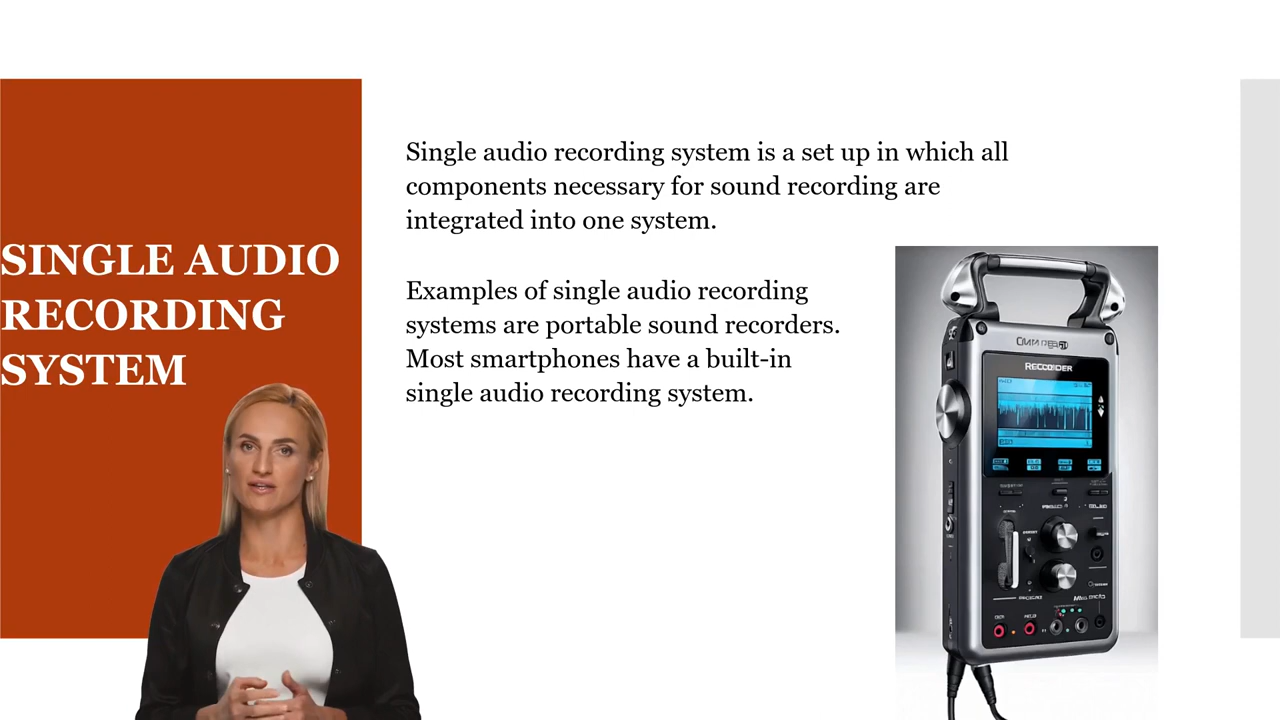 SINGLE AUDIO
RECORDING
SYSTEM
Single audio recording system is a set up in which all
components necessary for sound recording are
integrated into one system.
Examples of single audio recording
systems are portable sound recorders.
Most smartphones have a built-in
single audio recording system.